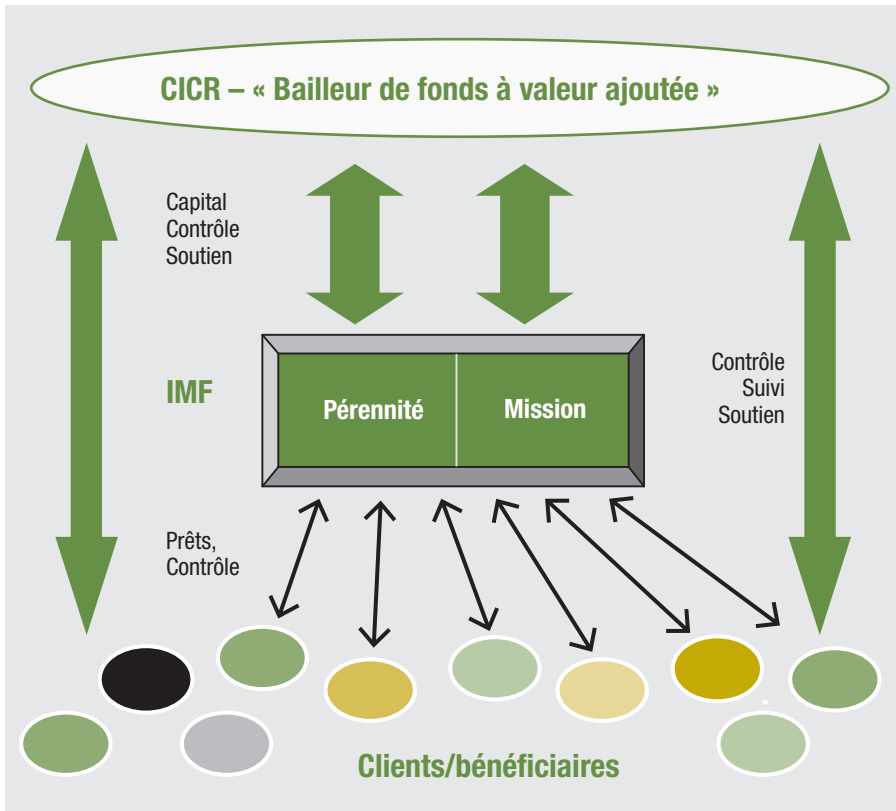 CICR – « Bailleur de fonds à valeur ajoutée »
Capital
Contrôle
Soutien
IMF
Pérennité
Mission
Contrôle
Suivi
Soutien
Prêts,
Contrôle
Clients/bénéficiaires